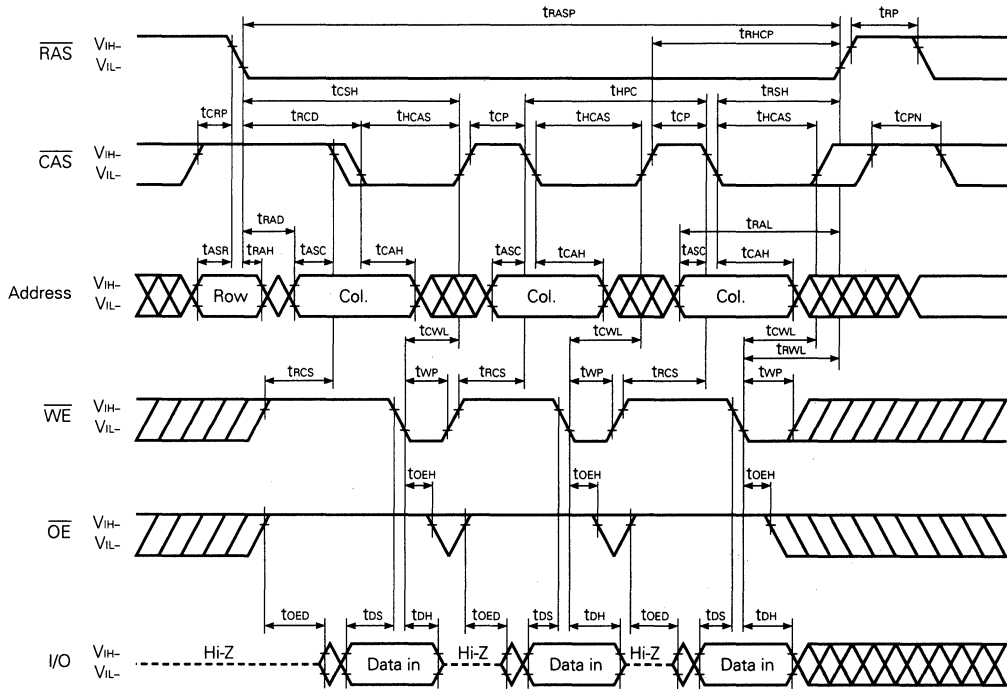 tRASP tRP
tRHCP
RAS VIH–
VIL–
tCSH tHPC tRSH
tCRP tRCD tHCAS tCP tHCAS tCP tHCAS tCPN
CAS VIH–
VIL–
tRAD tRAL
tASR tRAH tASC tCAH tASC tCAH tASC tCAH
Address VIH–
VIL–
Row Col. Col. Col.
tCWL tCWL tCWL
tRWL
tRCS tWP tRCS tWP tRCS tWP
WE VIH–
VIL–
tOEH tOEH tOEH
OE VIH–
VIL–
tOED tDS tDH tOED tDS tDH tOED tDS tDH
I/O VIH–
VIL–
Hi-Z Data in Hi-Z Data in Hi-Z Data in